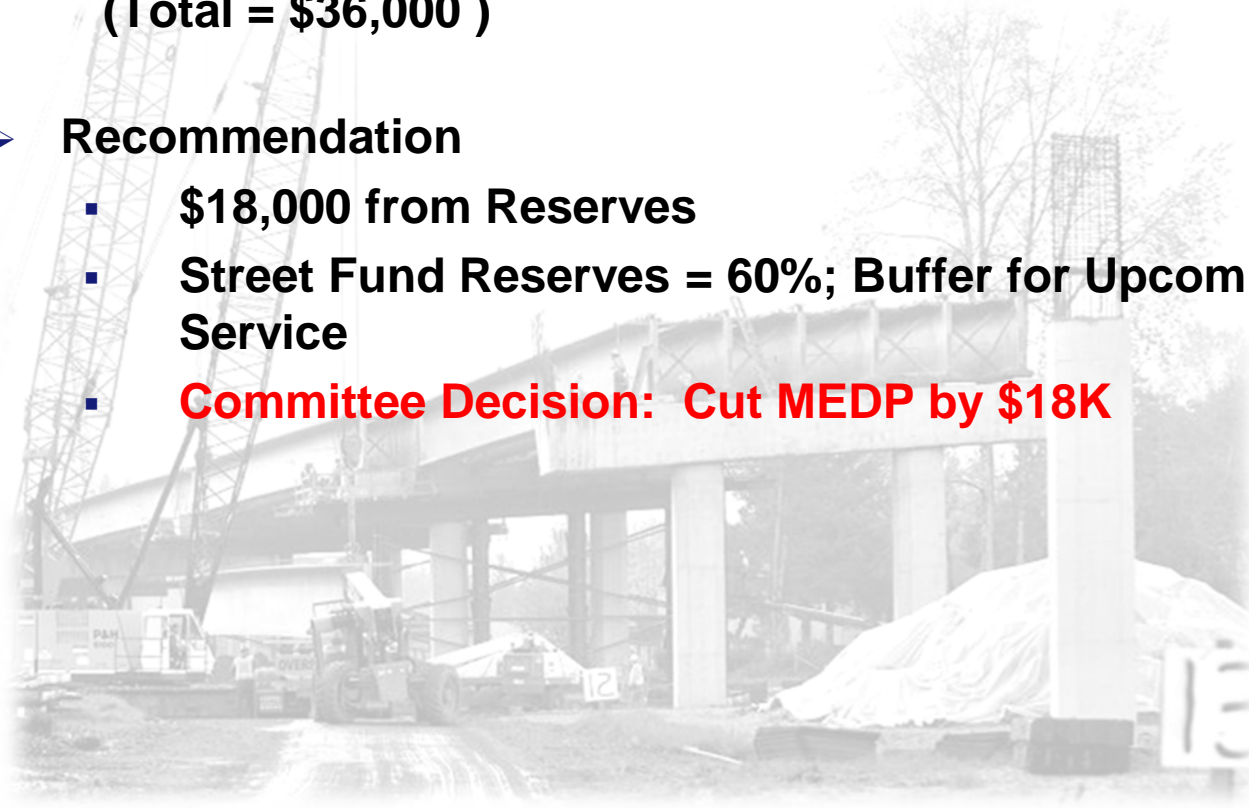 (Total = $36,000 )
Recommendation
$18,000 from Reserves
Street Fund Reserves = 60%; Buffer for Upcom
Service
Committee Decision: Cut MEDP by $18K
P&H
12